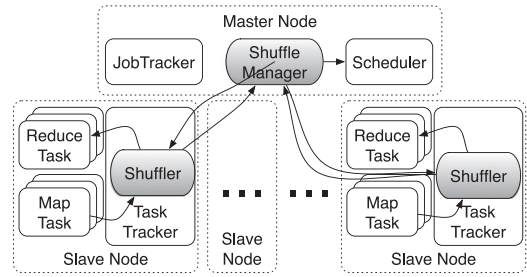 Master Node
JobTracker
Shuffle
Manager
Scheduler
Reduce
Task
Map
Task
Shuffler
Task
Tracker
Slave Node
Slave
Node
Reduce
Task
Map
Task
Shuffler
Task
Tracker
Slave Node